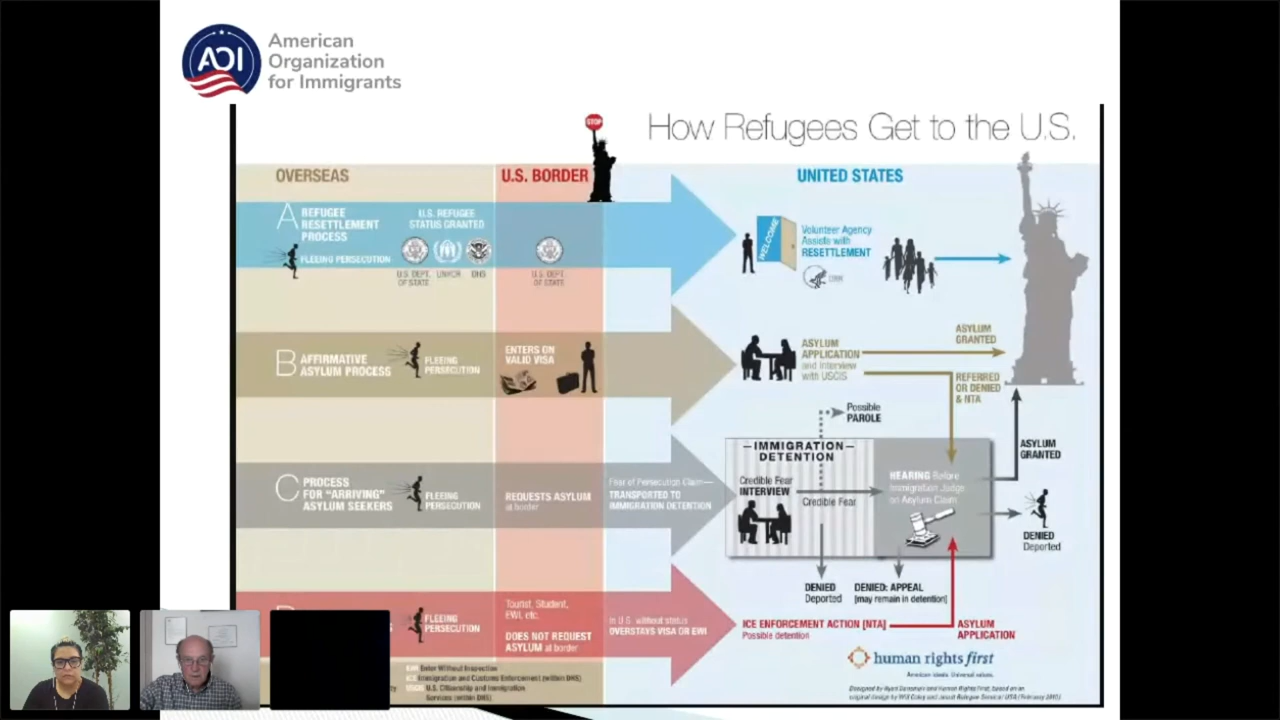 AOI
American
Organization
for Immigrants
STOP
How Refugees Get to the U.S.
OVERSEAS
U.S. BORDER
UNITED STATES
A REFUGEE
RESETTLEMENT
PROCESS
FLEEING PERSECUTION
U.S. REFUGEE
STATUS GRANTED
U.S. DEPT.
OF STATE
UNHCR
DHS
U.S. DEPT.
OF STATE
WELCOME
Volunteer Agency
Assists with
RESETTLEMENT
B AFFIRMATIVE
ASYLUM PROCESS
FLEEING
PERSECUTION
ENTERS ON
VALID VISA
ASYLUM
APPLICATION
and interview
with USCIS
ASYLUM
GRANTED
REFERRED
OR DENIED
& NTA
Possible
PAROLE
C PROCESS
FOR "ARRIVING"
ASYLUM SEEKERS
FLEEING
PERSECUTION
REQUESTS ASYLUM
at border
Fear of Persecution Claim—
TRANSPORTED TO
IMMIGRATION DETENTION
—IMMIGRATION—
DETENTION
Credible Fear
INTERVIEW
Credible Fear
HEARING Before
Immigration Judge
on Asylum Claim
ASYLUM
GRANTED
DENIED
Deported
DENIED
Deported
DENIED: APPEAL
[may remain in detention]
FLEEING
PERSECUTION
Tourist, Student,
EWI, etc.
DOES NOT REQUEST
ASYLUM at border
In U.S. without status
OVERSTAYS VISA OR EWI
ICE ENFORCEMENT ACTION [NTA]
Possible detention
ASYLUM
APPLICATION
Enter Without Inspection
Immigration and Customs Enforcement (within DHS)
U.S. Citizenship and Immigration
Services (within DHS)
human rights first
American ideals. Universal values.